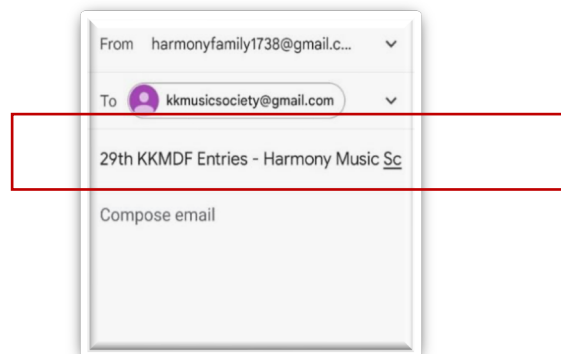 From harmonyfamily1738@gmail.c...
To kkmusicsociety@gmail.com
29th KKMDF Entries - Harmony Music Sc
Compose email